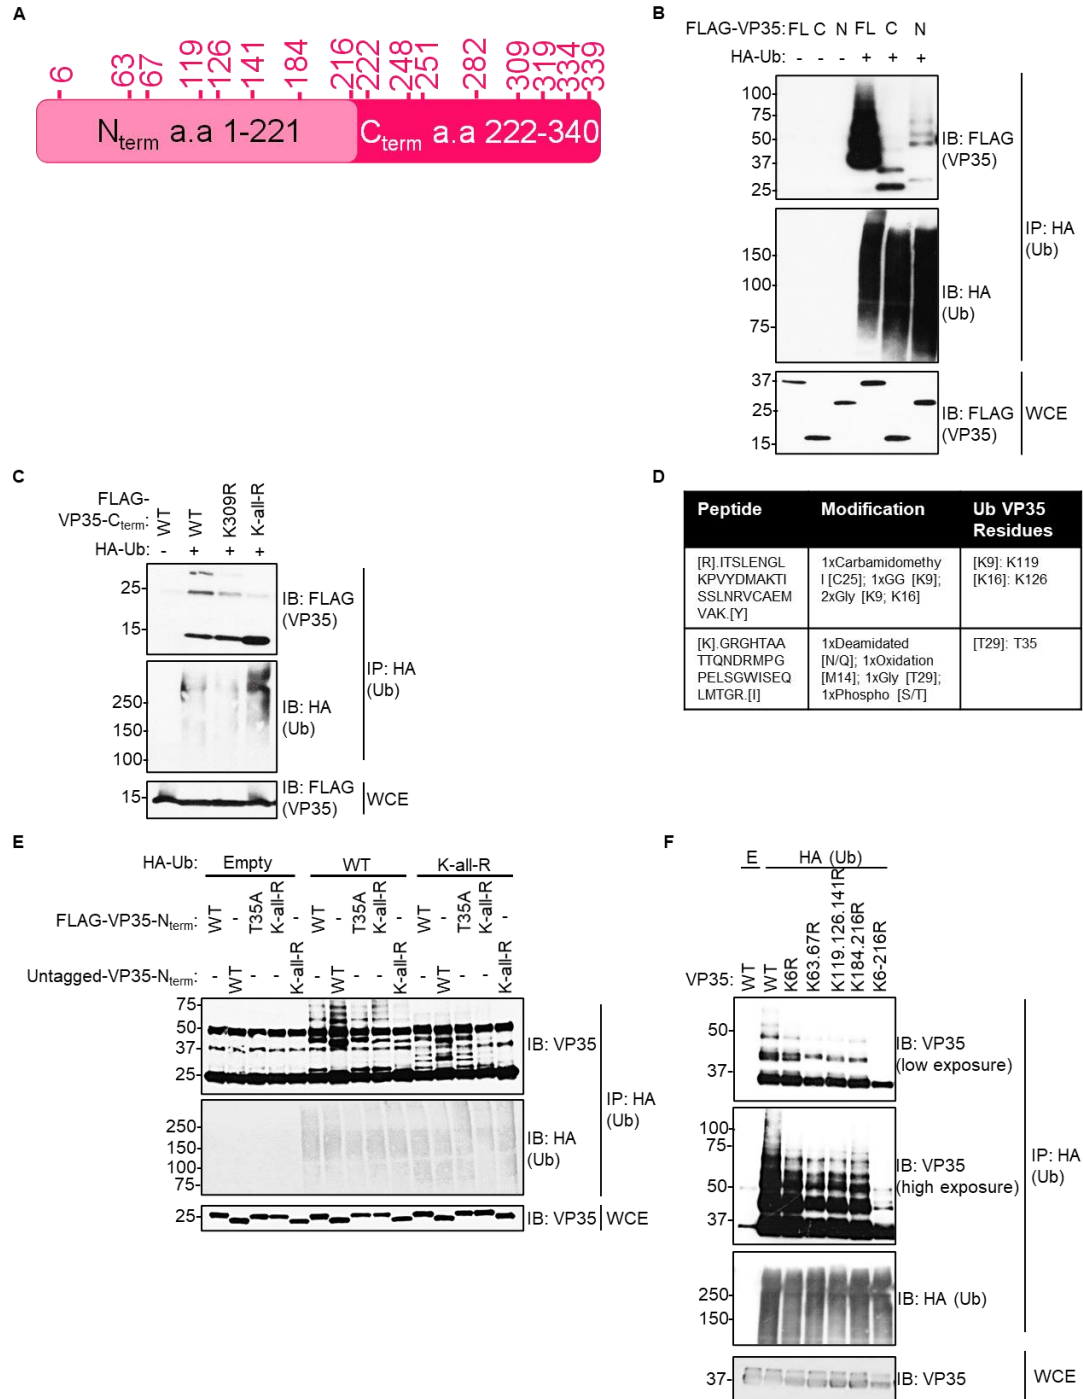 A
6
63
67
119
126
141
184
216
222
248
251
282
309
319
334
339
Nterm a.a 1-221
Cterm a.a 222-340
B
FLAG-VP35: FL C N FL C N
HA-Ub: + + +
100-
75-
50-
37-
25-
IB: FLAG
(VP35)
150-
100-
75-
IB: HA
(Ub)
IP: HA
(Ub)
37-
25-
15-
IB: FLAG
(VP35)
WCE
C
FLAG-
VP35-Cterm:
WT
WT
K309R
K-all-R
HA-Ub: - + + +
25-
15-
IB: FLAG
(VP35)
250-
150-
100-
IB: HA
(Ub)
IP: HA
(Ub)
15-
IB: FLAG
(VP35)
WCE
D
Peptide Modification Ub VP35
Residues
[R].ITSLENGL
KPVYDMAKTI
SSLNRVCAEM
VAK.[Y]
1xCarbamidomethy
l [C25]; 1xGG [K9];
2xGly [K9; K16]
[K9]: K119
[K16]: K126
[K].GRGHTAA
TTQNDRMPG
PELSGWISEQ
LMTGR.[I]
1xDeamidated
[N/Q]; 1xOxidation
[M14]; 1xGly [T29];
1xPhospho [S/T]
[T29]: T35
E
HA-Ub: Empty WT K-all-R
FLAG-VP35-Nterm: WT - T35A K-all-R - WT - T35A K-all-R - WT - T35A K-all-R -
Untagged-VP35-Nterm: - WT - - K-all-R - WT - - K-all-R - WT - - K-all-R
75-
50-
37-
25-
IB: VP35
250-
150-
100-
75-
IB: HA
(Ub)
IP: HA
(Ub)
25-
IB: VP35
WCE
F
E HA (Ub)
VP35:
WT
WT
K6R
K63.67R
K119.126.141R
K184.216R
K6-216R
50-
37-
IB: VP35
(low exposure)
100-
75-
50-
37-
IB: VP35
(high exposure)
IP: HA
(Ub)
250-
150-
IB: HA (Ub)
37-
IB: VP35
WCE